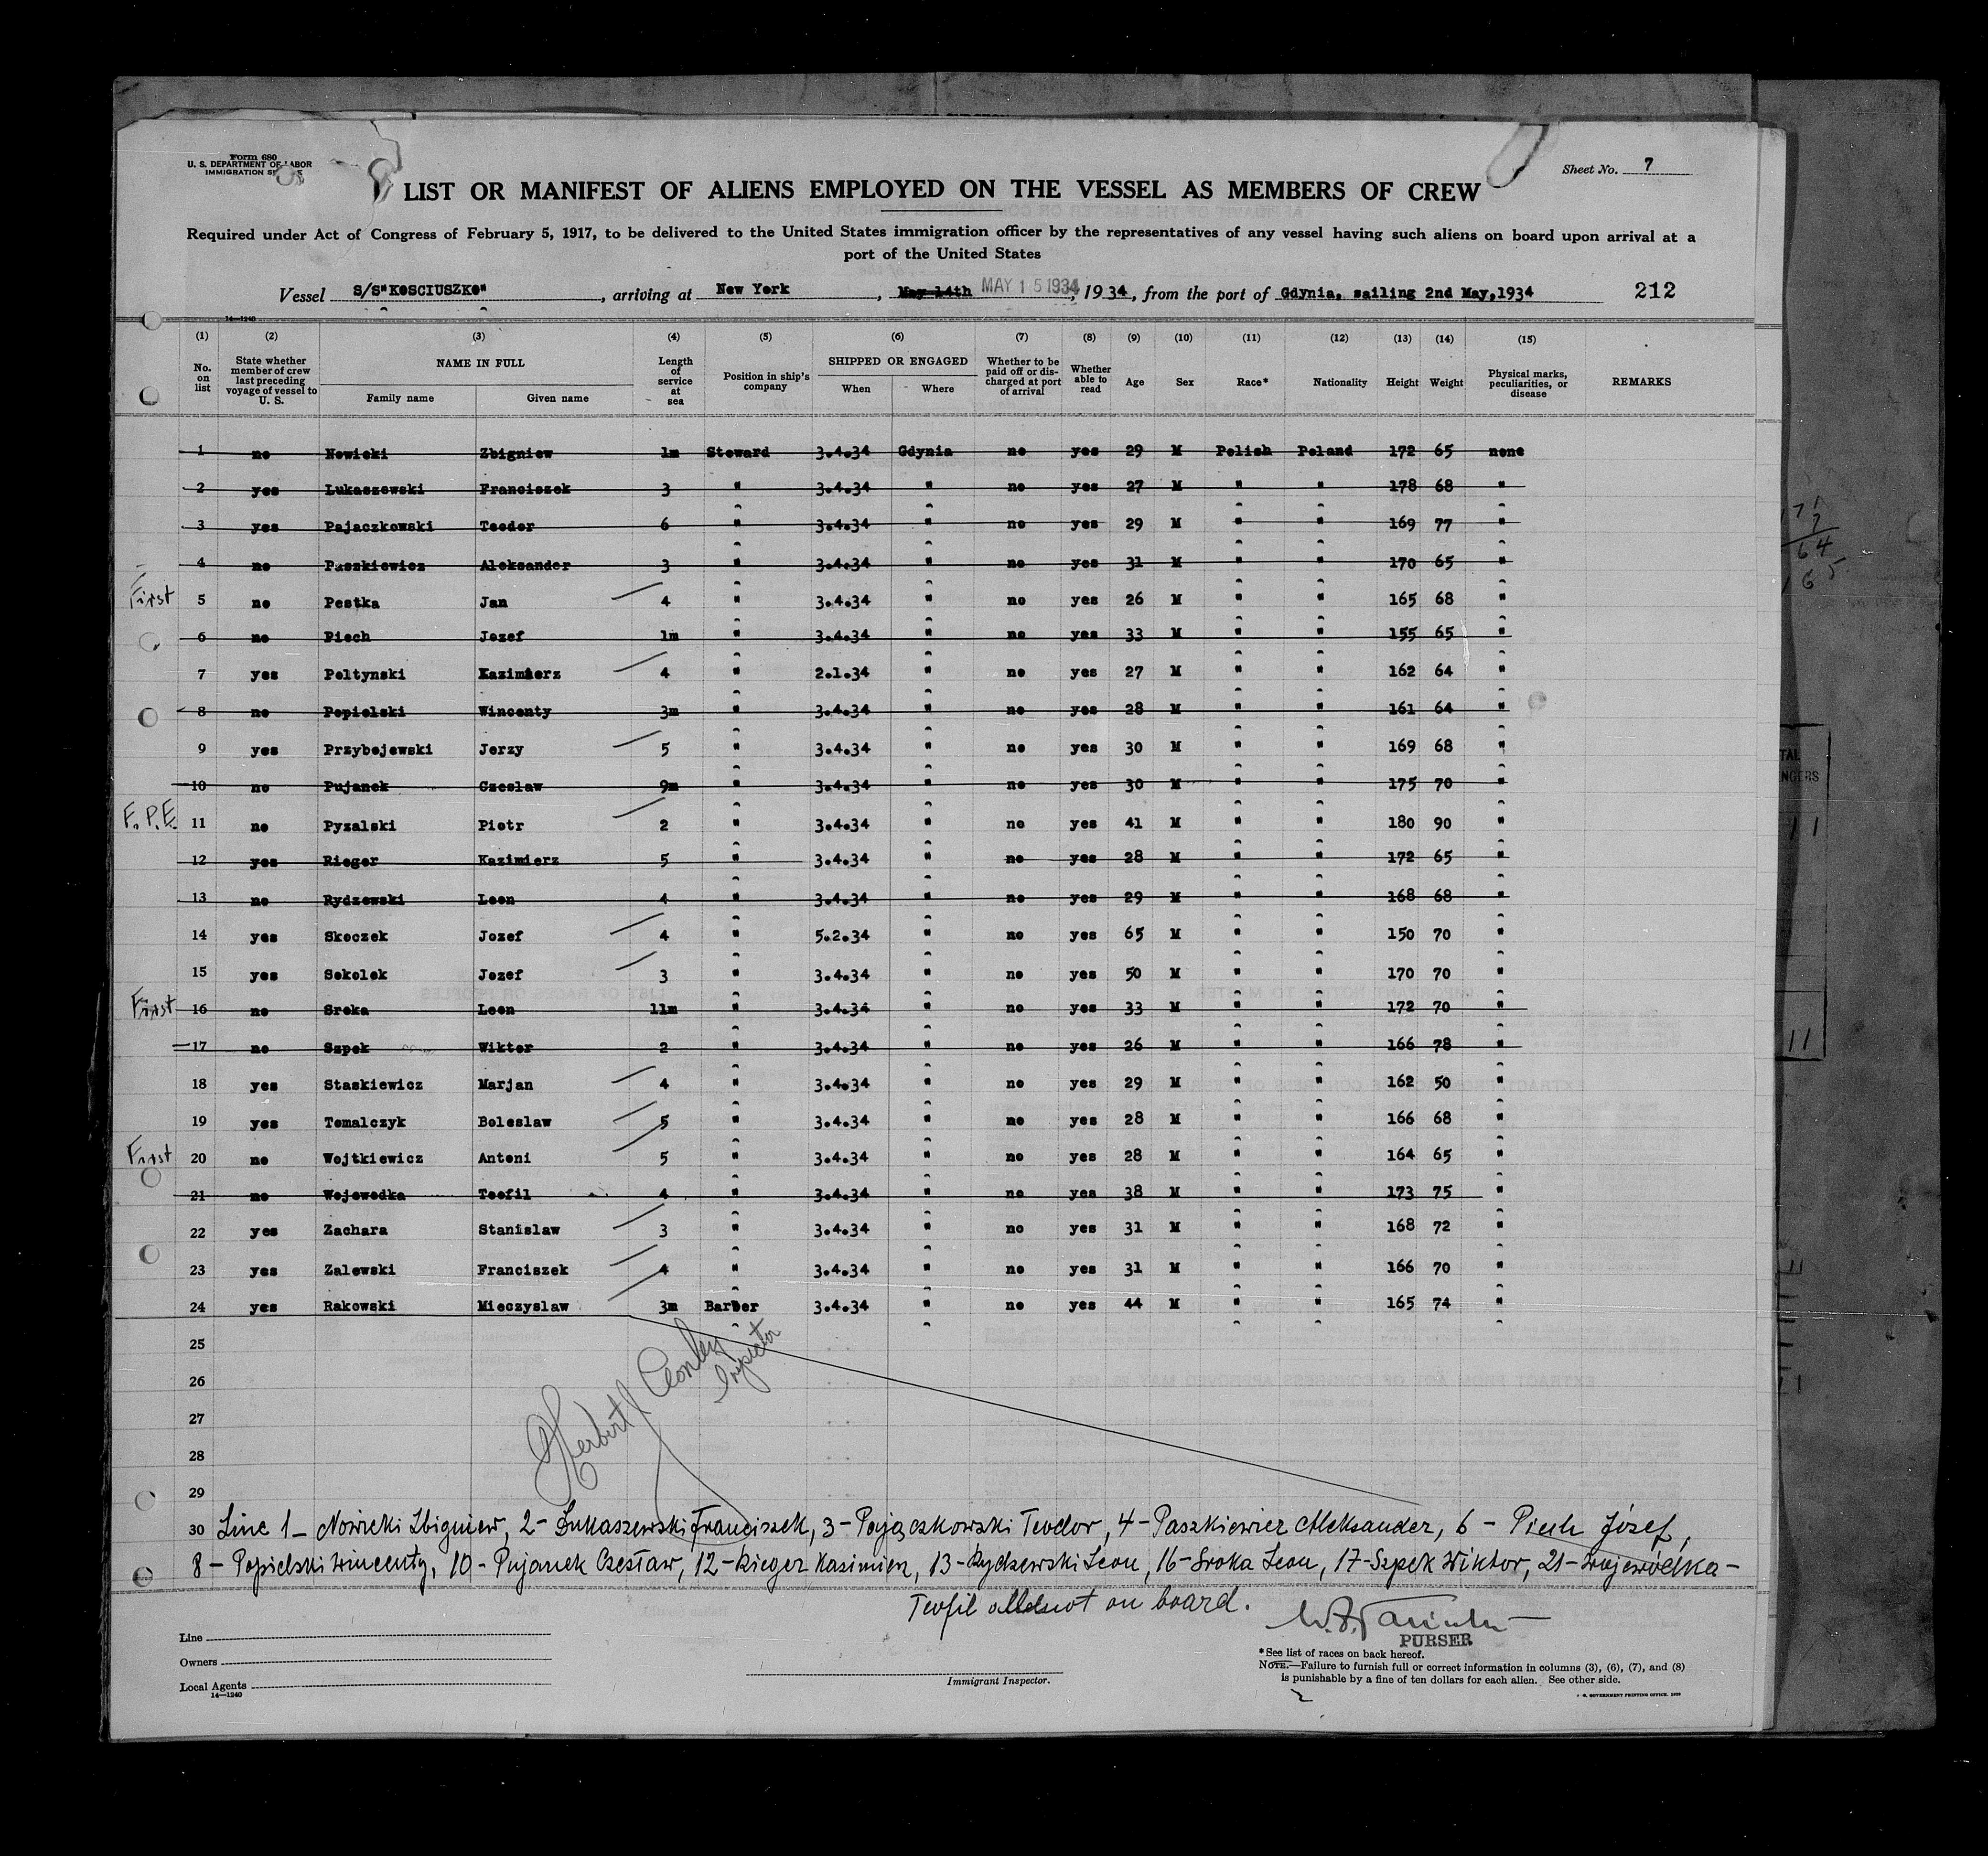 Form 680
U. S. DEPARTMENT OF LABOR
IMMIGRATION
Sheet No. 7
LIST OR MANIFEST OF ALIENS EMPLOYED ON THE VESSEL AS MEMBERS OF CREW
Required under Act of Congress of February 5, 1917, to be delivered to the United States immigration officer by the representatives of any vessel having such aliens on board upon arrival at a
port of the United States
Vessel S/S"KOSCIUSZKO", arriving at New York, May 14th MAY 15 1934, 1934, from the port of Gdynia, sailing 2nd May,1934 212
14—1240
(1) (2) (3) (4) (5) (6) (7) (8) (9) (10) (11) (12) (13) (14) (15)
No. on list State whether member of crew last preceding voyage of vessel to U. S. NAME IN FULL Family name Given name Length of service at sea Position in ship's company SHIPPED OR ENGAGED When Where Whether to be paid off or discharged at port of arrival Whether able to read Age Sex Race* Nationality Height Weight Physical marks, peculiarities, or disease REMARKS
1 no Nowicki Zbigniew 1m Steward 3.4.34 Gdynia no yes 29 M Polish Poland 172 65 none
2 yes Lukaszewski Franciszek 3 " 3.4.34 " no yes 27 M " " 178 68 "
3 yes Pajaczkowski Teodor 6 " 3.4.34 " no yes 29 M " " 169 77 "
4 no Paszkiewicz Aleksander 3 " 3.4.34 " no yes 31 M " " 170 65 "
First 5 no Pestka Jan 4 " 3.4.34 " no yes 26 M " " 165 68 "
6 no Piech Jozef 1m " 3.4.34 " no yes 33 M " " 155 65 "
7 yes Poltynski Kazimierz 4 " 2.1.34 " no yes 27 M " " 162 64 "
8 no Popielski Wincenty 3m " 3.4.34 " no yes 28 M " " 161 64 "
9 yes Przybojewski Jerzy 5 " 3.4.34 " no yes 30 M " " 169 68 "
10 no Pujanek Czeslaw 9m " 3.4.34 " no yes 30 M " " 175 70 "
F.P.E. 11 no Pyzalski Piotr 2 " 3.4.34 " no yes 41 M " " 180 90 "
12 yes Rieger Kazimierz 5 " 3.4.34 " no yes 28 M " " 172 65 "
13 no Rydzewski Leon 4 " 3.4.34 " no yes 29 M " " 168 68 "
14 yes Skoczek Jozef 4 " 5.2.34 " no yes 65 M " " 150 70 "
15 yes Sokolek Jozef 3 " 3.4.34 " no yes 50 M " " 170 70 "
First 16 no Sroka Leon 11m " 3.4.34 " no yes 33 M " " 172 70 "
17 no Szpek Wiktor 2 " 3.4.34 " no yes 26 M " " 166 78 "
18 yes Staskiewicz Marjan 4 " 3.4.34 " no yes 29 M " " 162 50 "
19 yes Tomalczyk Boleslaw 5 " 3.4.34 " no yes 28 M " " 166 68 "
First 20 no Wojtkiewicz Antoni 5 " 3.4.34 " no yes 28 M " " 164 65 "
21 no Wojewodka Teofil 4 " 3.4.34 " no yes 38 M " " 173 75 "
22 yes Zachara Stanislaw 3 " 3.4.34 " no yes 31 M " " 168 72 "
23 yes Zalewski Franciszek 4 " 3.4.34 " no yes 31 M " " 166 70 "
24 yes Rakowski Mieczyslaw 3m Barber 3.4.34 " no yes 44 M " " 165 74 "
25
26
27
28
29
Herbert Conley
Inspector
30 Line 1 – Nowicki Zbigniew, 2 – Łukaszewski Franciszek, 3 – Pajączkowski Teodor, 4 – Paszkiewicz Aleksander, 6 – Piech Józef,
8 – Popielski Wincenty, 10 – Pujanek Czesław, 12 – Rieger Kazimierz, 13 – Rydzewski Leon, 16 – Sroka Leon, 17 – Szpek Wiktor, 21 – Wojewódka –
Teofil all not on board.
PURSER
Line
Owners
Local Agents
14—1240
Immigrant Inspector.
*See list of races on back hereof.
NOTE.—Failure to furnish full or correct information in columns (3), (6), (7), and (8)
is punishable by a fine of ten dollars for each alien. See other side.